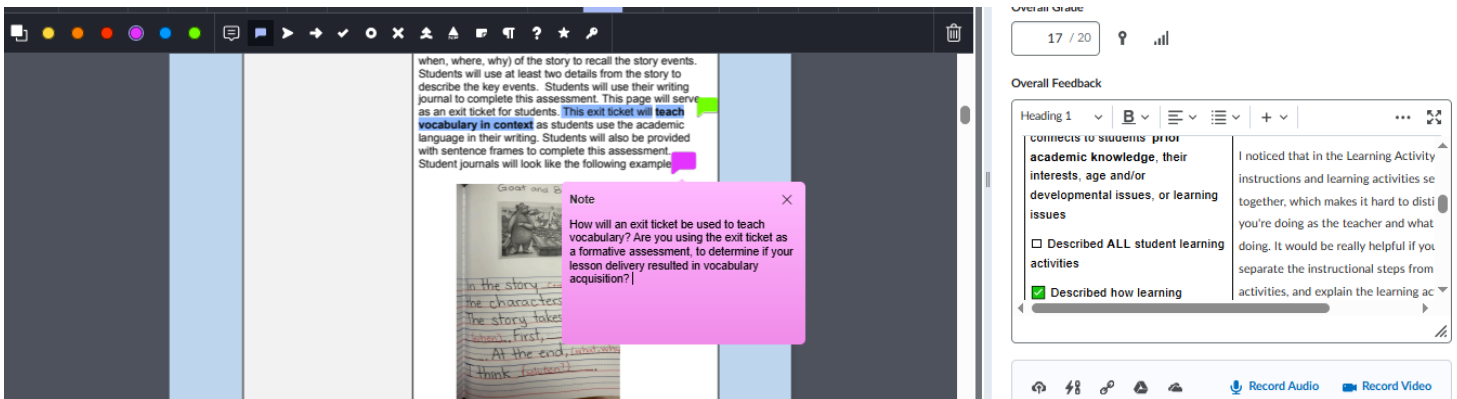 Overall Grade
17 / 20
Overall Feedback
Heading 1
B
connects to students' prior
academic knowledge, their
interests, age and/or
developmental issues, or learning
issues
Described ALL student learning
activities
Described how learning
I noticed that in the Learning Activity
instructions and learning activities se
together, which makes it hard to disti
you're doing as the teacher and what
doing. It would be really helpful if you
separate the instructional steps from
activities, and explain the learning ac
Record Audio
Record Video
when, where, why) of the story to recall the story events.
Students will use at least two details from the story to
describe the key events. Students will use their writing
journal to complete this assessment. This page will serve
as an exit ticket for students. This exit ticket will teach
vocabulary in context as students use the academic
language in their writing. Students will also be provided
with sentence frames to complete this assessment.
Student journals will look like the following example
Goat and B
Note
How will an exit ticket be used to teach
vocabulary? Are you using the exit ticket as
a formative assessment, to determine if your
lesson delivery resulted in vocabulary
acquisition?
In the story
the characters
The story takes
(when). First,
At the end, (what, why
I think (solution)